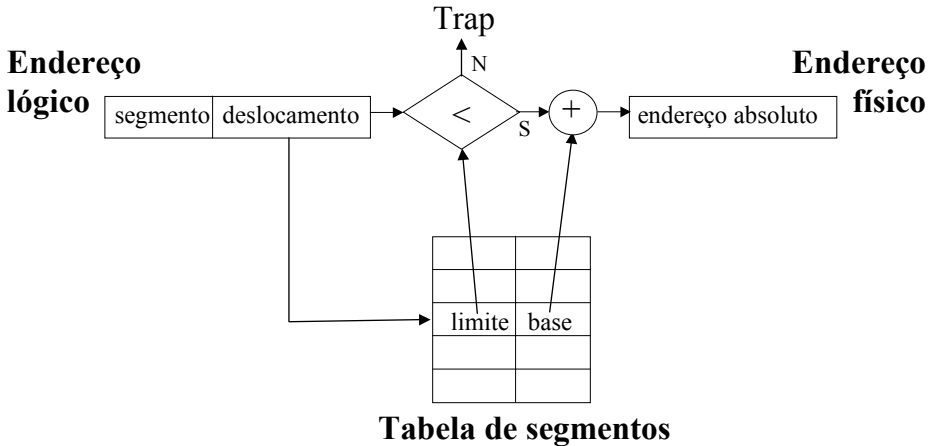 Trap
N
Endereço
lógico
Endereço
físico
segmento
deslocamento
<
S
+
endereço absoluto
limite
base
Tabela de segmentos